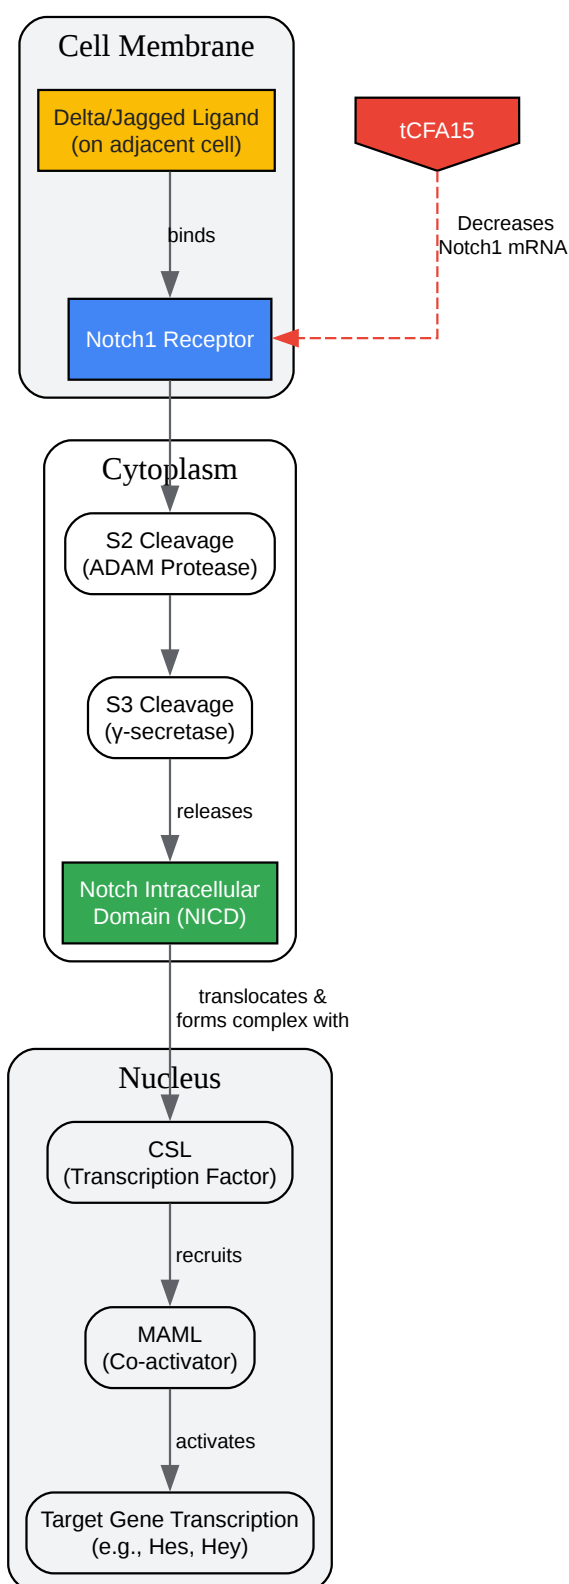 Cell Membrane
Delta/Jagged Ligand
(on adjacent cell)
tCFA15
binds
Decreases
Notch1 mRNA
Notch1 Receptor
Cytoplasm
S2 Cleavage
(ADAM Protease)
S3 Cleavage
(γ-secretase)
releases
Notch Intracellular
Domain (NICD)
translocates &
forms complex with
Nucleus
CSL
(Transcription Factor)
recruits
MAML
(Co-activator)
activates
Target Gene Transcription
(e.g., Hes, Hey)